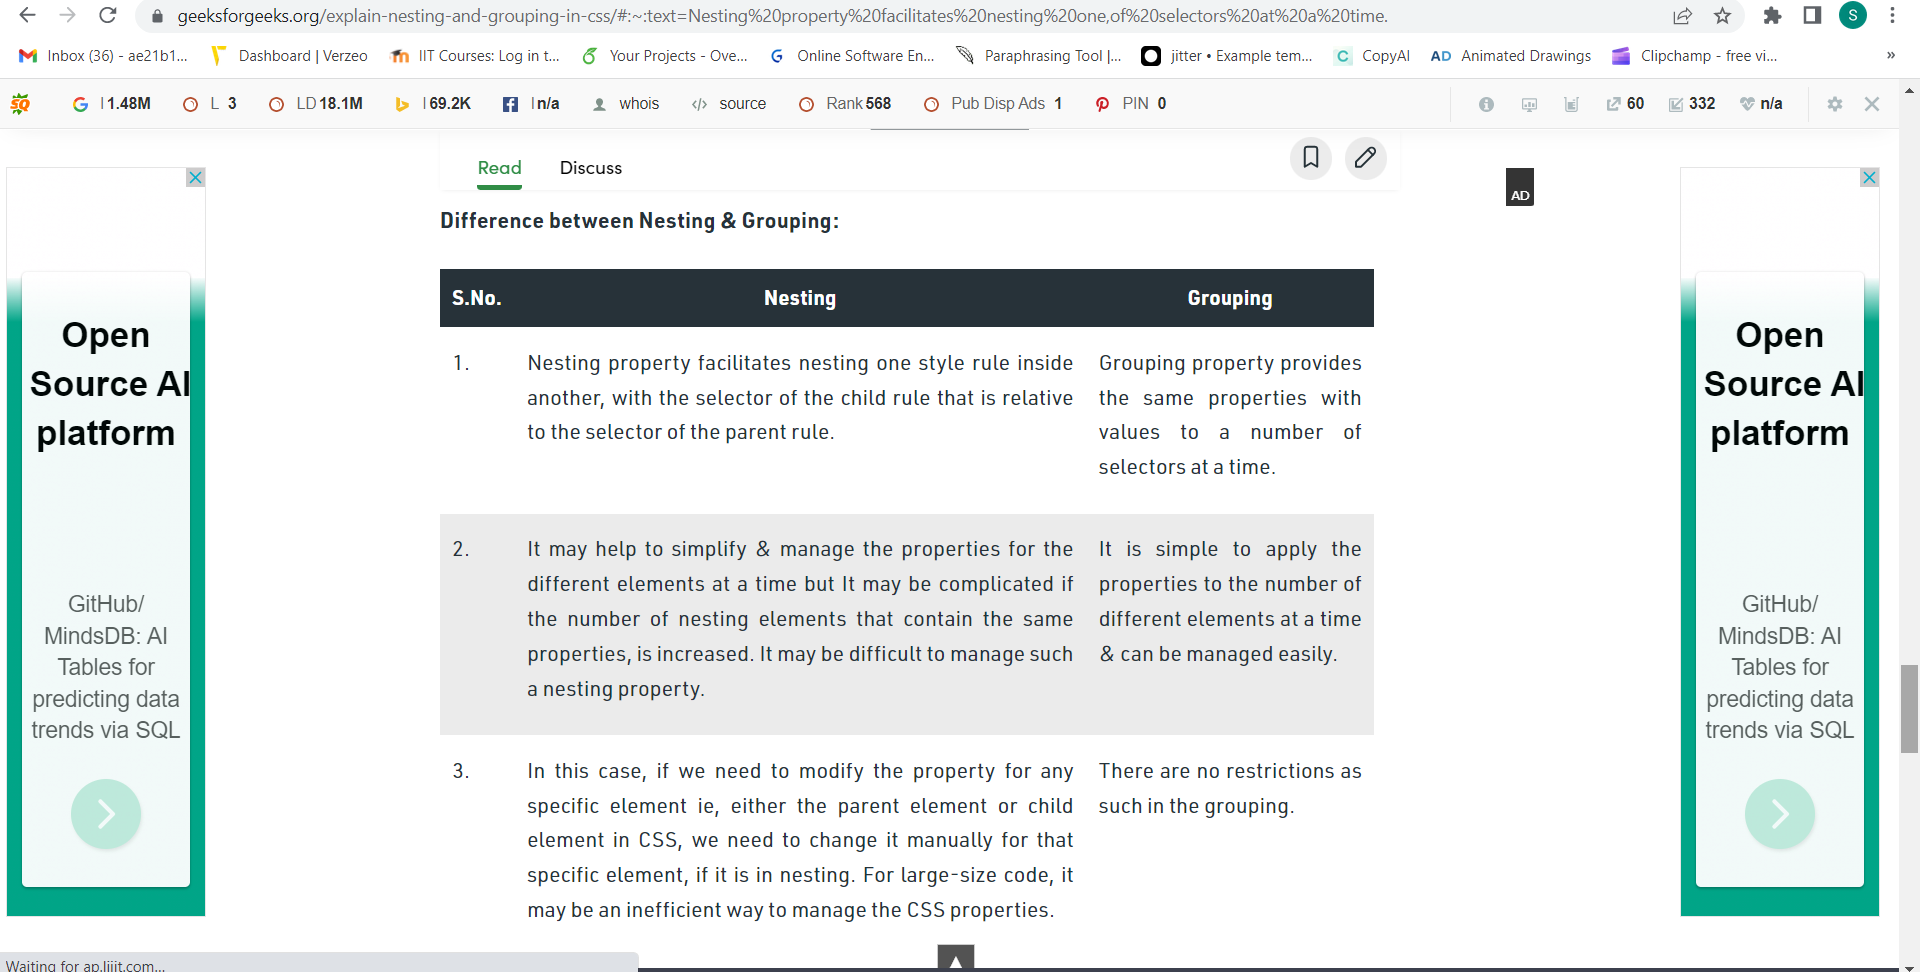 geeksforgeeks.org/explain-nesting-and-grouping-in-css/#:~:text=Nesting%20property%20facilitates%20nesting%20one,of%20selectors%20at%20a%20time.
S
Inbox (36) - ae21b1... Dashboard | Verzeo IIT Courses: Log in t... Your Projects - Ove... Online Software En... Paraphrasing Tool |... jitter • Example tem... CopyAI AD Animated Drawings Clipchamp - free vi... »
SQ I 1.48M L 3 LD 18.1M I 69.2K I n/a whois </> source Rank 568 Pub Disp Ads 1 PIN 0 60 332 n/a
Read Discuss
AD
Difference between Nesting & Grouping:
S.No. Nesting Grouping
1. Nesting property facilitates nesting one style rule inside
another, with the selector of the child rule that is relative
to the selector of the parent rule.
Grouping property provides
the same properties with
values to a number of
selectors at a time.
2. It may help to simplify & manage the properties for the
different elements at a time but It may be complicated if
the number of nesting elements that contain the same
properties, is increased. It may be difficult to manage such
a nesting property.
It is simple to apply the
properties to the number of
different elements at a time
& can be managed easily.
3. In this case, if we need to modify the property for any
specific element ie, either the parent element or child
element in CSS, we need to change it manually for that
specific element, if it is in nesting. For large-size code, it
may be an inefficient way to manage the CSS properties.
There are no restrictions as
such in the grouping.
Open
Source AI
platform
GitHub/
MindsDB: AI
Tables for
predicting data
trends via SQL
Open
Source AI
platform
GitHub/
MindsDB: AI
Tables for
predicting data
trends via SQL
Waiting for ap.lijit.com...